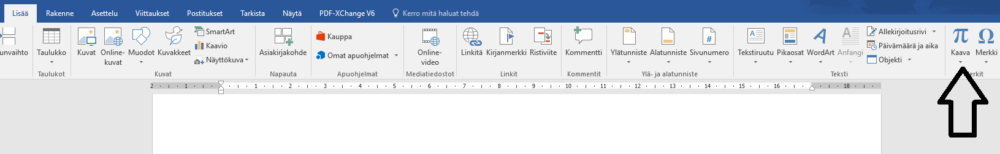 Lisää Rakenne Asettelu Viittaukset Postitukset Tarkista Näytä PDF-XChange V6 Kerro mitä haluat tehdä
unvaihto Taulukko Kuvat Online-kuvat Muodot Kuvakkeet SmartArt Kaavio Näyttökuva Asiakirjakohde Kauppa Omat apuohjelmat Online-video Linkitä Kirjanmerkki Ristiviite Kommentti Ylätunniste Alatunniste Sivunumero Tekstiruutu Pikaosat WordArt Anfangi Allekirjoitusrivi Päivämäärä ja aika Objekti Kaava Merkki
Taulukot Kuvat Napauta Apuohjelmat Mediatiedostot Linkit Kommentit Ylä- ja alatunniste Teksti erkit
2 1 1 2 3 4 5 6 7 8 9 10 11 12 13 14 15 16 18